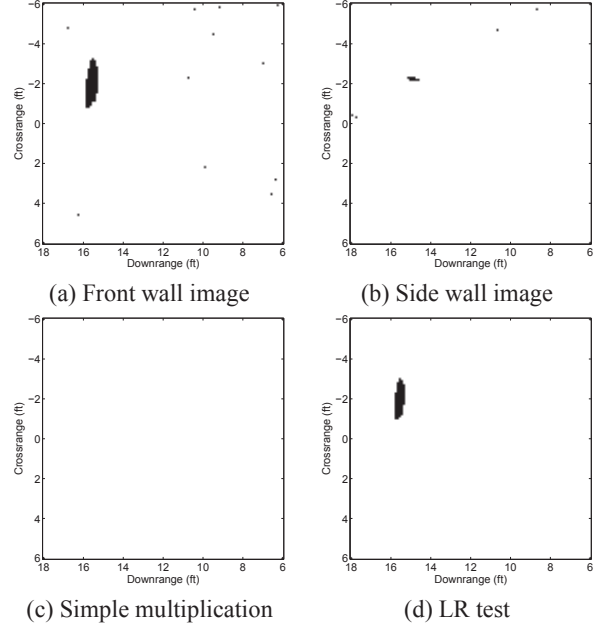 −6
−4
−2
0
2
4
6
Crossrange (ft)
18 16 14 12 10 8 6
Downrange (ft)
(a) Front wall image
−6
−4
−2
0
2
4
6
Crossrange (ft)
18 16 14 12 10 8 6
Downrange (ft)
(b) Side wall image
−6
−4
−2
0
2
4
6
Crossrange (ft)
18 16 14 12 10 8 6
Downrange (ft)
(c) Simple multiplication
−6
−4
−2
0
2
4
6
Crossrange (ft)
18 16 14 12 10 8 6
Downrange (ft)
(d) LR test